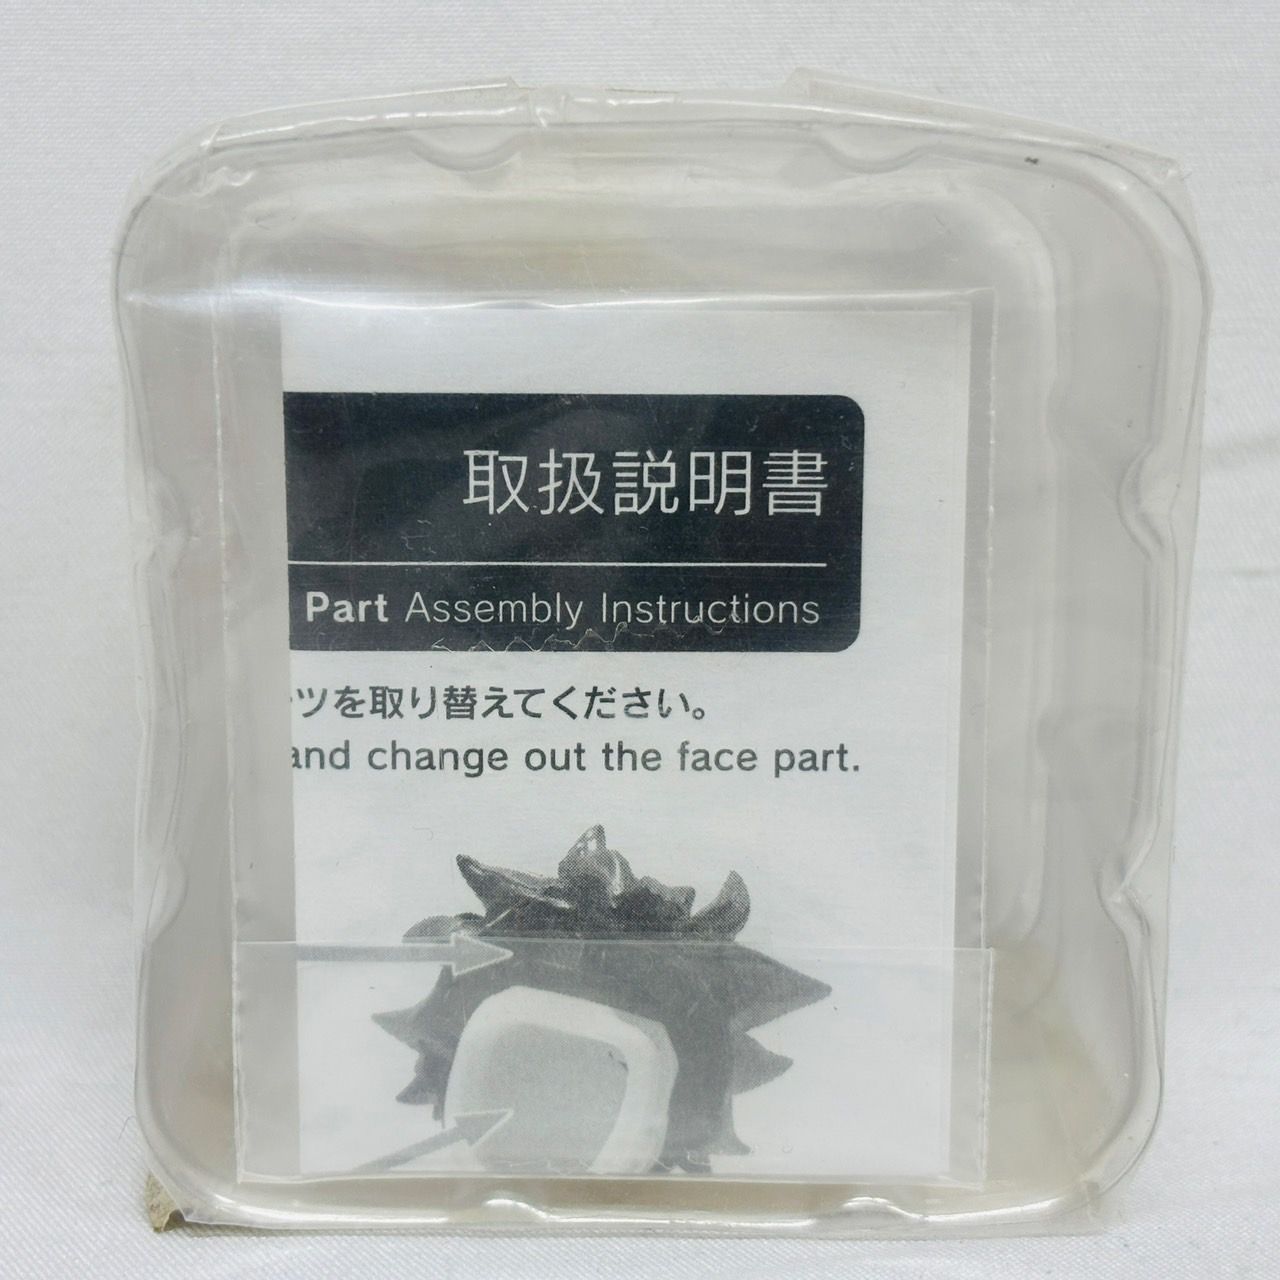 取扱説明書
Part Assembly Instructions
ーツを取り替えてください。
and change out the face part.